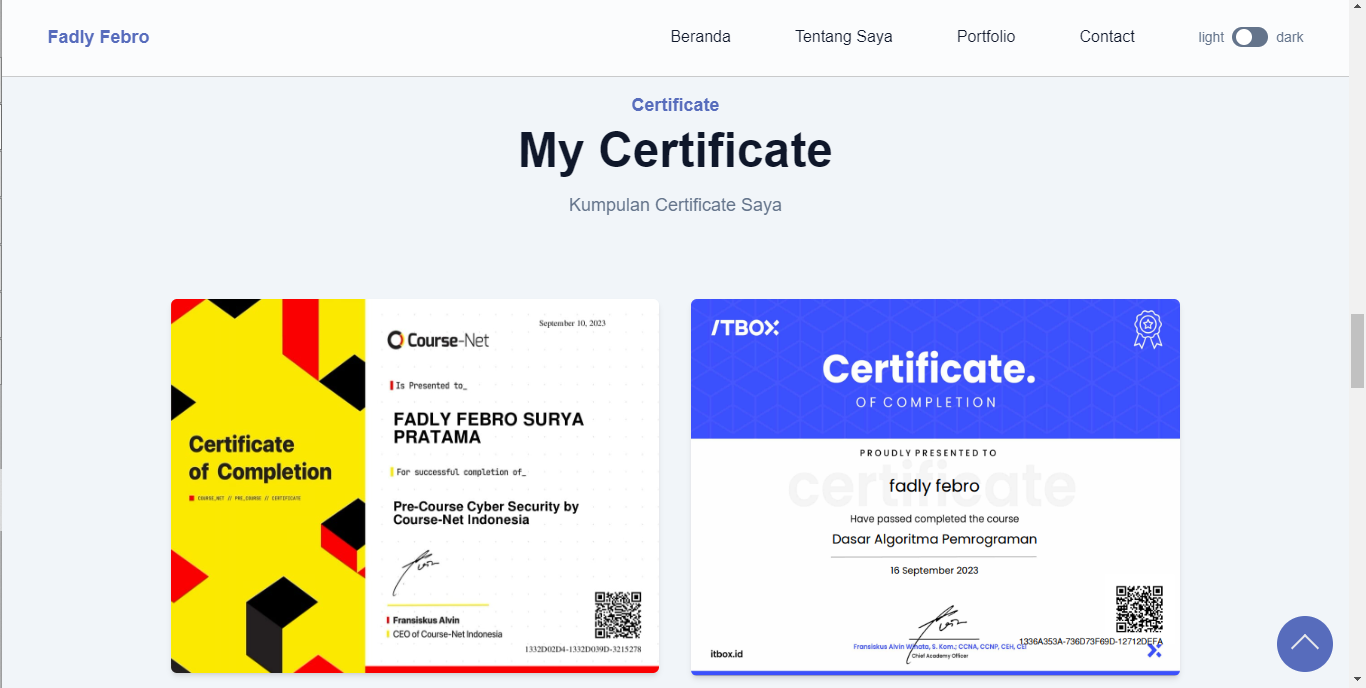 Fadly Febro
Beranda
Tentang Saya
Portfolio
Contact
light
dark
Certificate
My Certificate
Kumpulan Certificate Saya
Certificate
of Completion
COURSE_NET // PRE_COURSE // CERTIFICATE
September 10, 2023
Course-Net
Is Presented to_
FADLY FEBRO SURYA
PRATAMA
For successful completion of_
Pre-Course Cyber Security by
Course-Net Indonesia
Fransiskus Alvin
CEO of Course-Net Indonesia
1332D02D4-1332D039D-3215278
ITBOX
Certificate.
OF COMPLETION
PROUDLY PRESENTED TO
certificate
fadly febro
Have passed completed the course
Dasar Algoritma Pemrograman
16 September 2023
1336A353A-736D73F69D-12712DEFA
Fransiskus Alvin Winata, S. Kom.; CCNA, CCNP, CEH, CEI
Chief Academy Officer
itbox.id